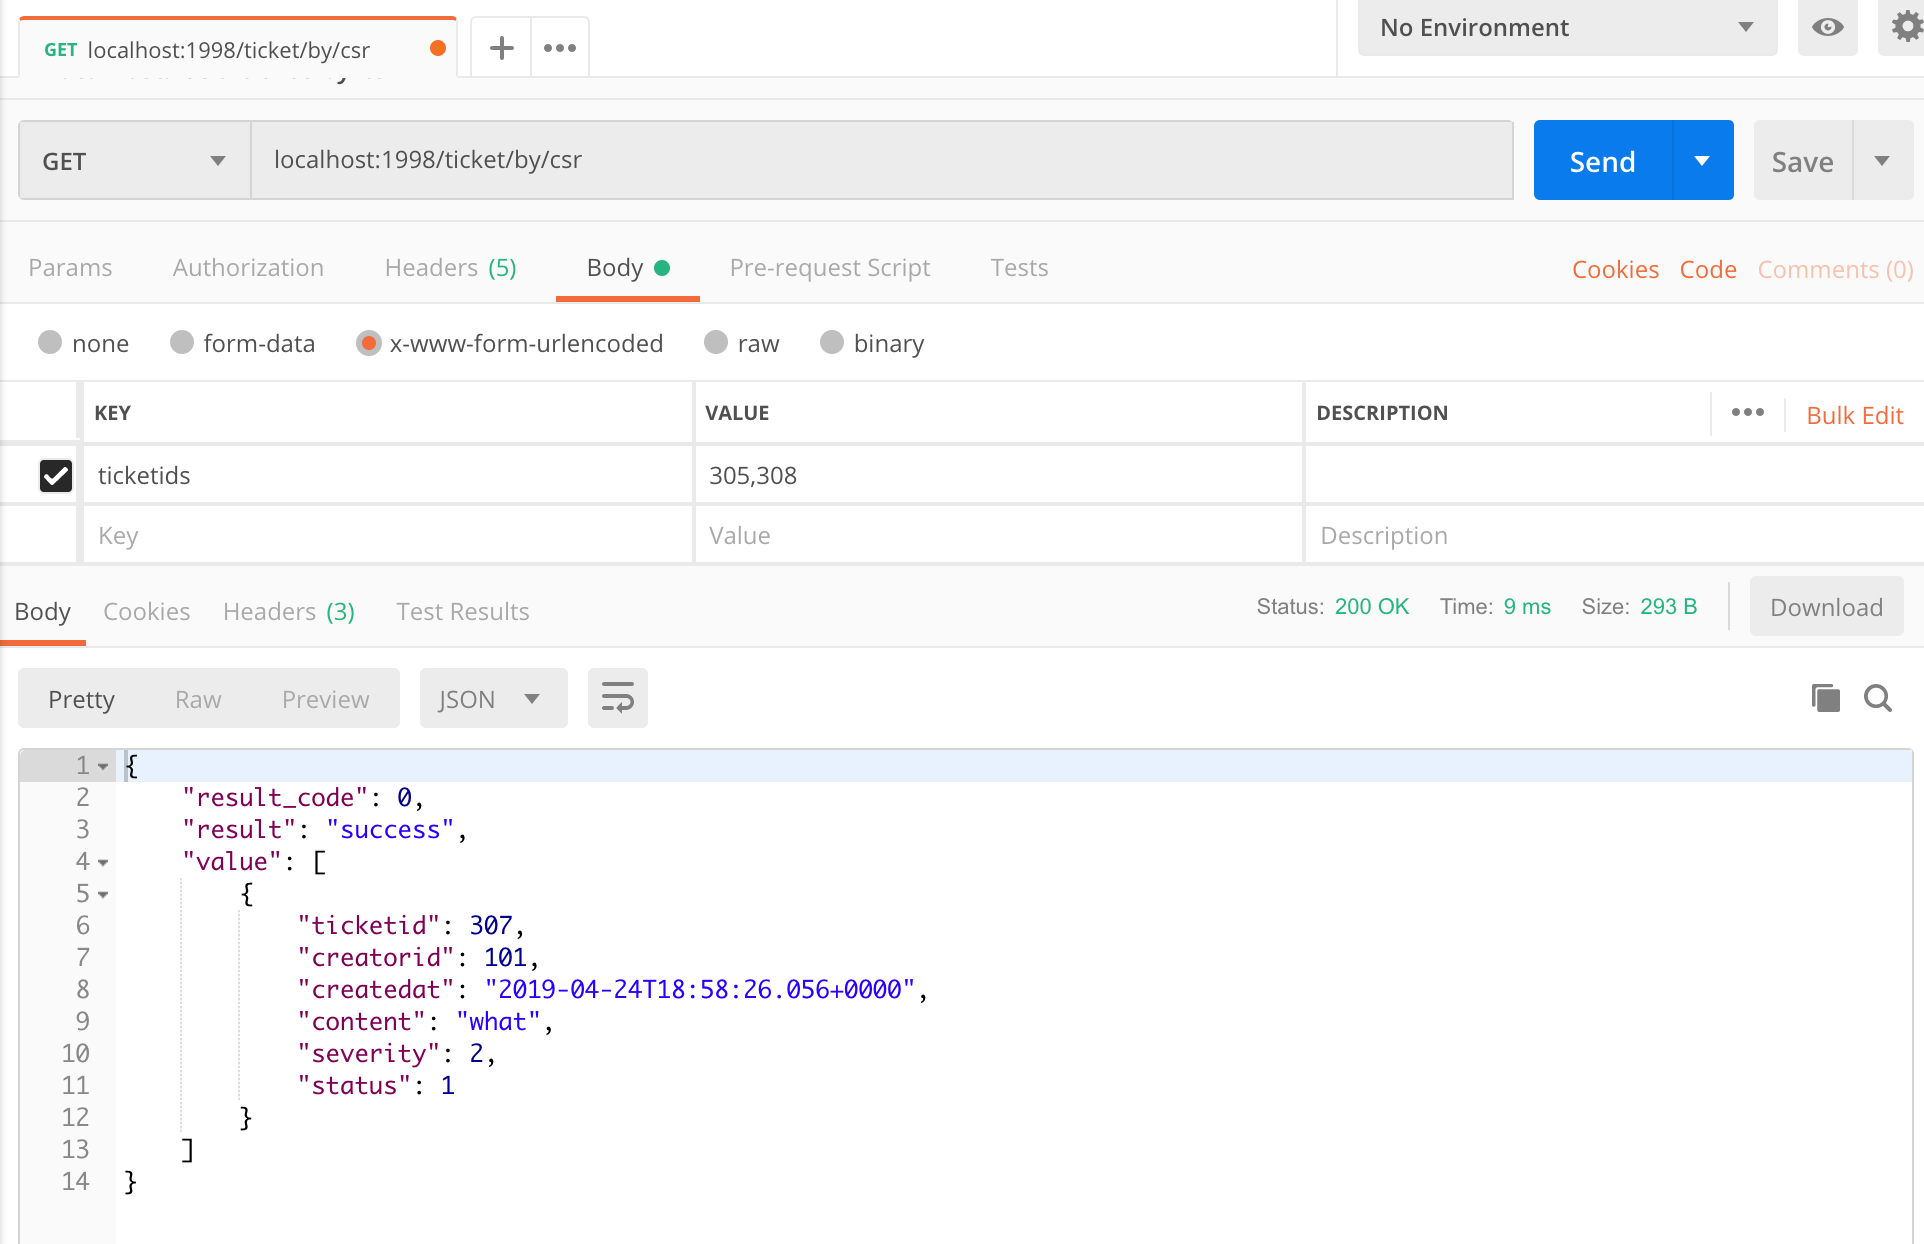 GET localhost:1998/ticket/by/csr
No Environment
GET localhost:1998/ticket/by/csr Send Save
Params Authorization Headers (5) Body Pre-request Script Tests Cookies Code Comments (0)
none form-data x-www-form-urlencoded raw binary
KEY VALUE DESCRIPTION Bulk Edit
ticketids 305,308
Key Value Description
Body Cookies Headers (3) Test Results Status: 200 OK Time: 9 ms Size: 293 B Download
Pretty Raw Preview JSON
1 {
2 "result_code": 0,
3 "result": "success",
4 "value": [
5 {
6 "ticketid": 307,
7 "creatorid": 101,
8 "createdat": "2019-04-24T18:58:26.056+0000",
9 "content": "what",
10 "severity": 2,
11 "status": 1
12 }
13 ]
14 }